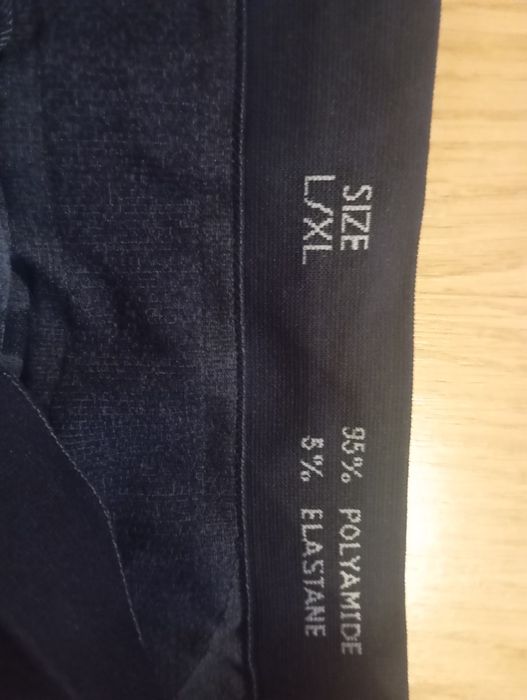 SIZE
L/XL
95% POLYAMIDE
5% ELASTANE